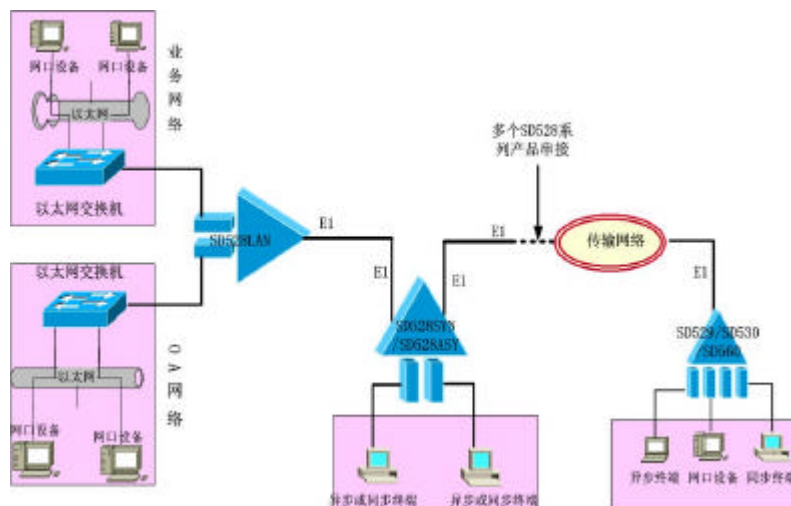 业务网络
网口设备
网口设备
以太网
以太网交换机
SD528LAN
E1
以太网交换机
OA网络
以太网
网口设备
网口设备
E1
SD528SYN
/SD528ASY
E1
异步或同步终端
异步或同步终端
多个SD528系
列产品串接
E1
传输网络
E1
SD529/SD530
/SD660
异步终端
网口设备
同步终端